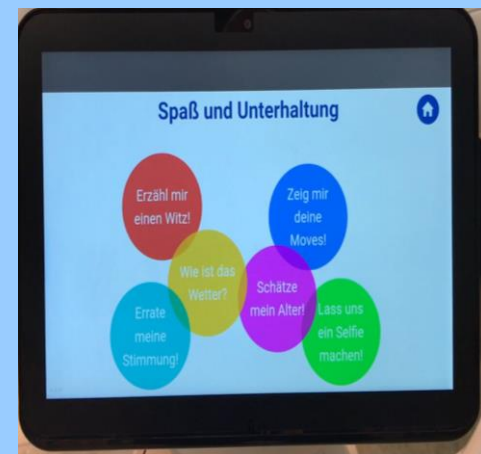 Spaß und Unterhaltung
Erzähl mir
einen Witz!
Zeig mir
deine
Moves!
Wie ist das
Wetter?
Schätze
mein Alter!
Errate
meine
Stimmung!
Lass uns
ein Selfie
machen!